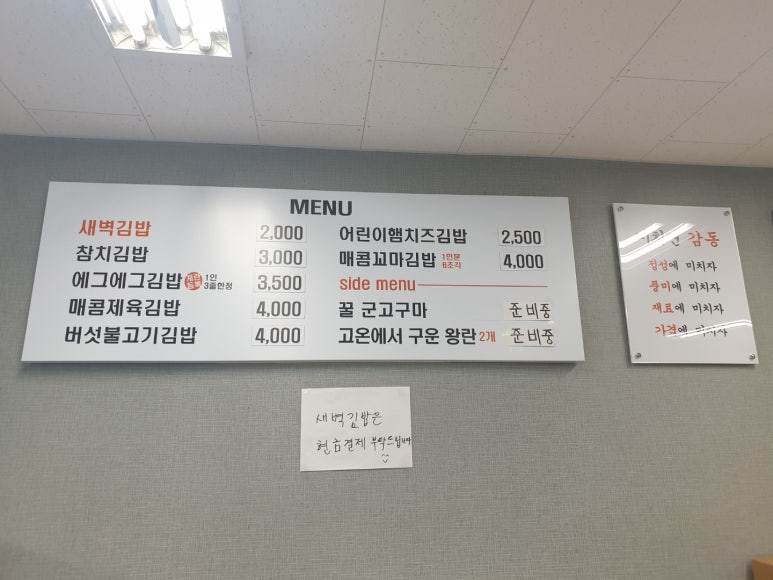 MENU
새벽김밥 2,000
참치김밥 3,000
에그에그김밥 1인 3줄한정 3,500
매콤제육김밥 4,000
버섯불고기김밥 4,000
어린이햄치즈김밥 2,500
매콤꼬마김밥 1인분 6조각 4,000
side menu
꿀 군고구마 준비중
고온에서 구운 왕란 2개 준비중
감동
정성에 미치자
풍미에 미치자
재료에 미치자
가격에 미치자
새벽김밥은
현금결제 부탁드립니다